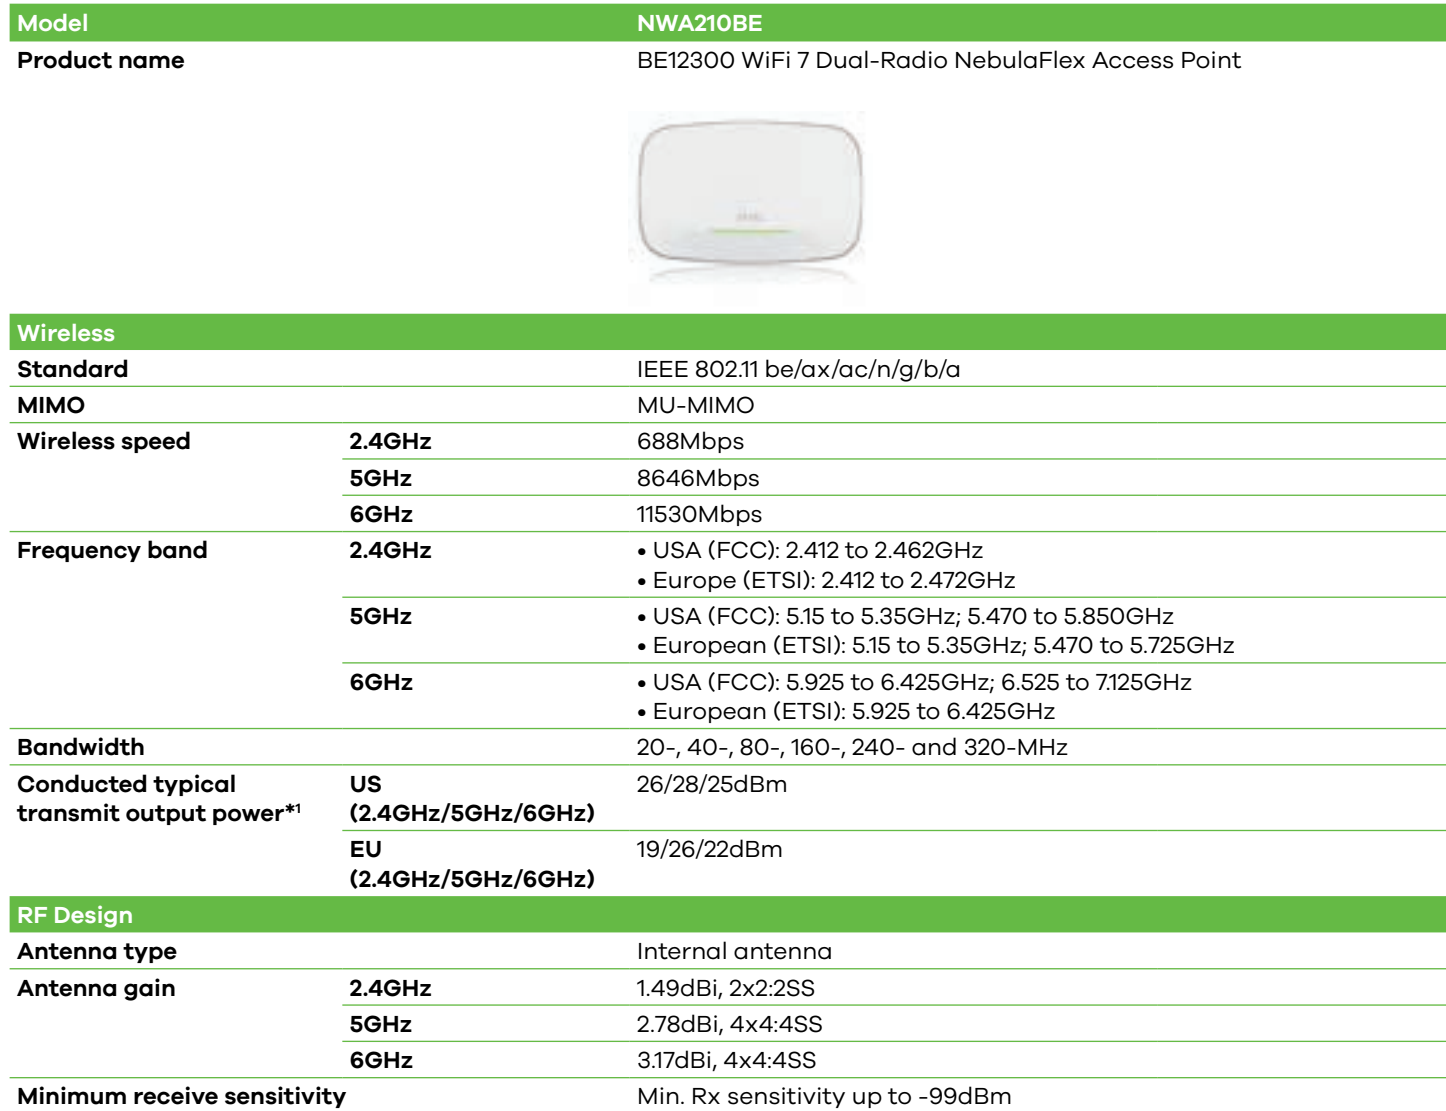 Model NWA210BE
Product name BE12300 WiFi 7 Dual-Radio NebulaFlex Access Point
Wireless
Standard IEEE 802.11 be/ax/ac/n/g/b/a
MIMO MU-MIMO
Wireless speed 2.4GHz 688Mbps
5GHz 8646Mbps
6GHz 11530Mbps
Frequency band 2.4GHz • USA (FCC): 2.412 to 2.462GHz
• Europe (ETSI): 2.412 to 2.472GHz
5GHz • USA (FCC): 5.15 to 5.35GHz; 5.470 to 5.850GHz
• European (ETSI): 5.15 to 5.35GHz; 5.470 to 5.725GHz
6GHz • USA (FCC): 5.925 to 6.425GHz; 6.525 to 7.125GHz
• European (ETSI): 5.925 to 6.425GHz
Bandwidth 20-, 40-, 80-, 160-, 240- and 320-MHz
Conducted typical US 26/28/25dBm
transmit output power*1 (2.4GHz/5GHz/6GHz)
EU 19/26/22dBm
(2.4GHz/5GHz/6GHz)
RF Design
Antenna type Internal antenna
Antenna gain 2.4GHz 1.49dBi, 2x2:2SS
5GHz 2.78dBi, 4x4:4SS
6GHz 3.17dBi, 4x4:4SS
Minimum receive sensitivity Min. Rx sensitivity up to -99dBm